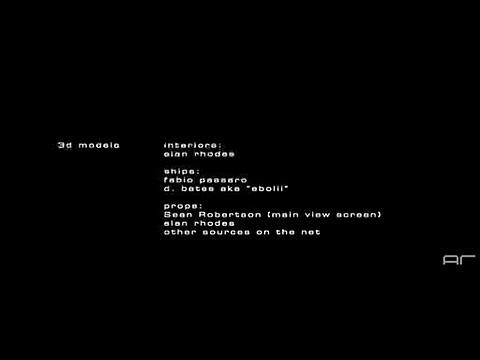 3d models
interiors:
alan rhodes
ships:
fabio passaro
d. bates aka "ebolii"
props:
Sean Robertson (main view screen)
alan rhodes
other sources on the net
AR